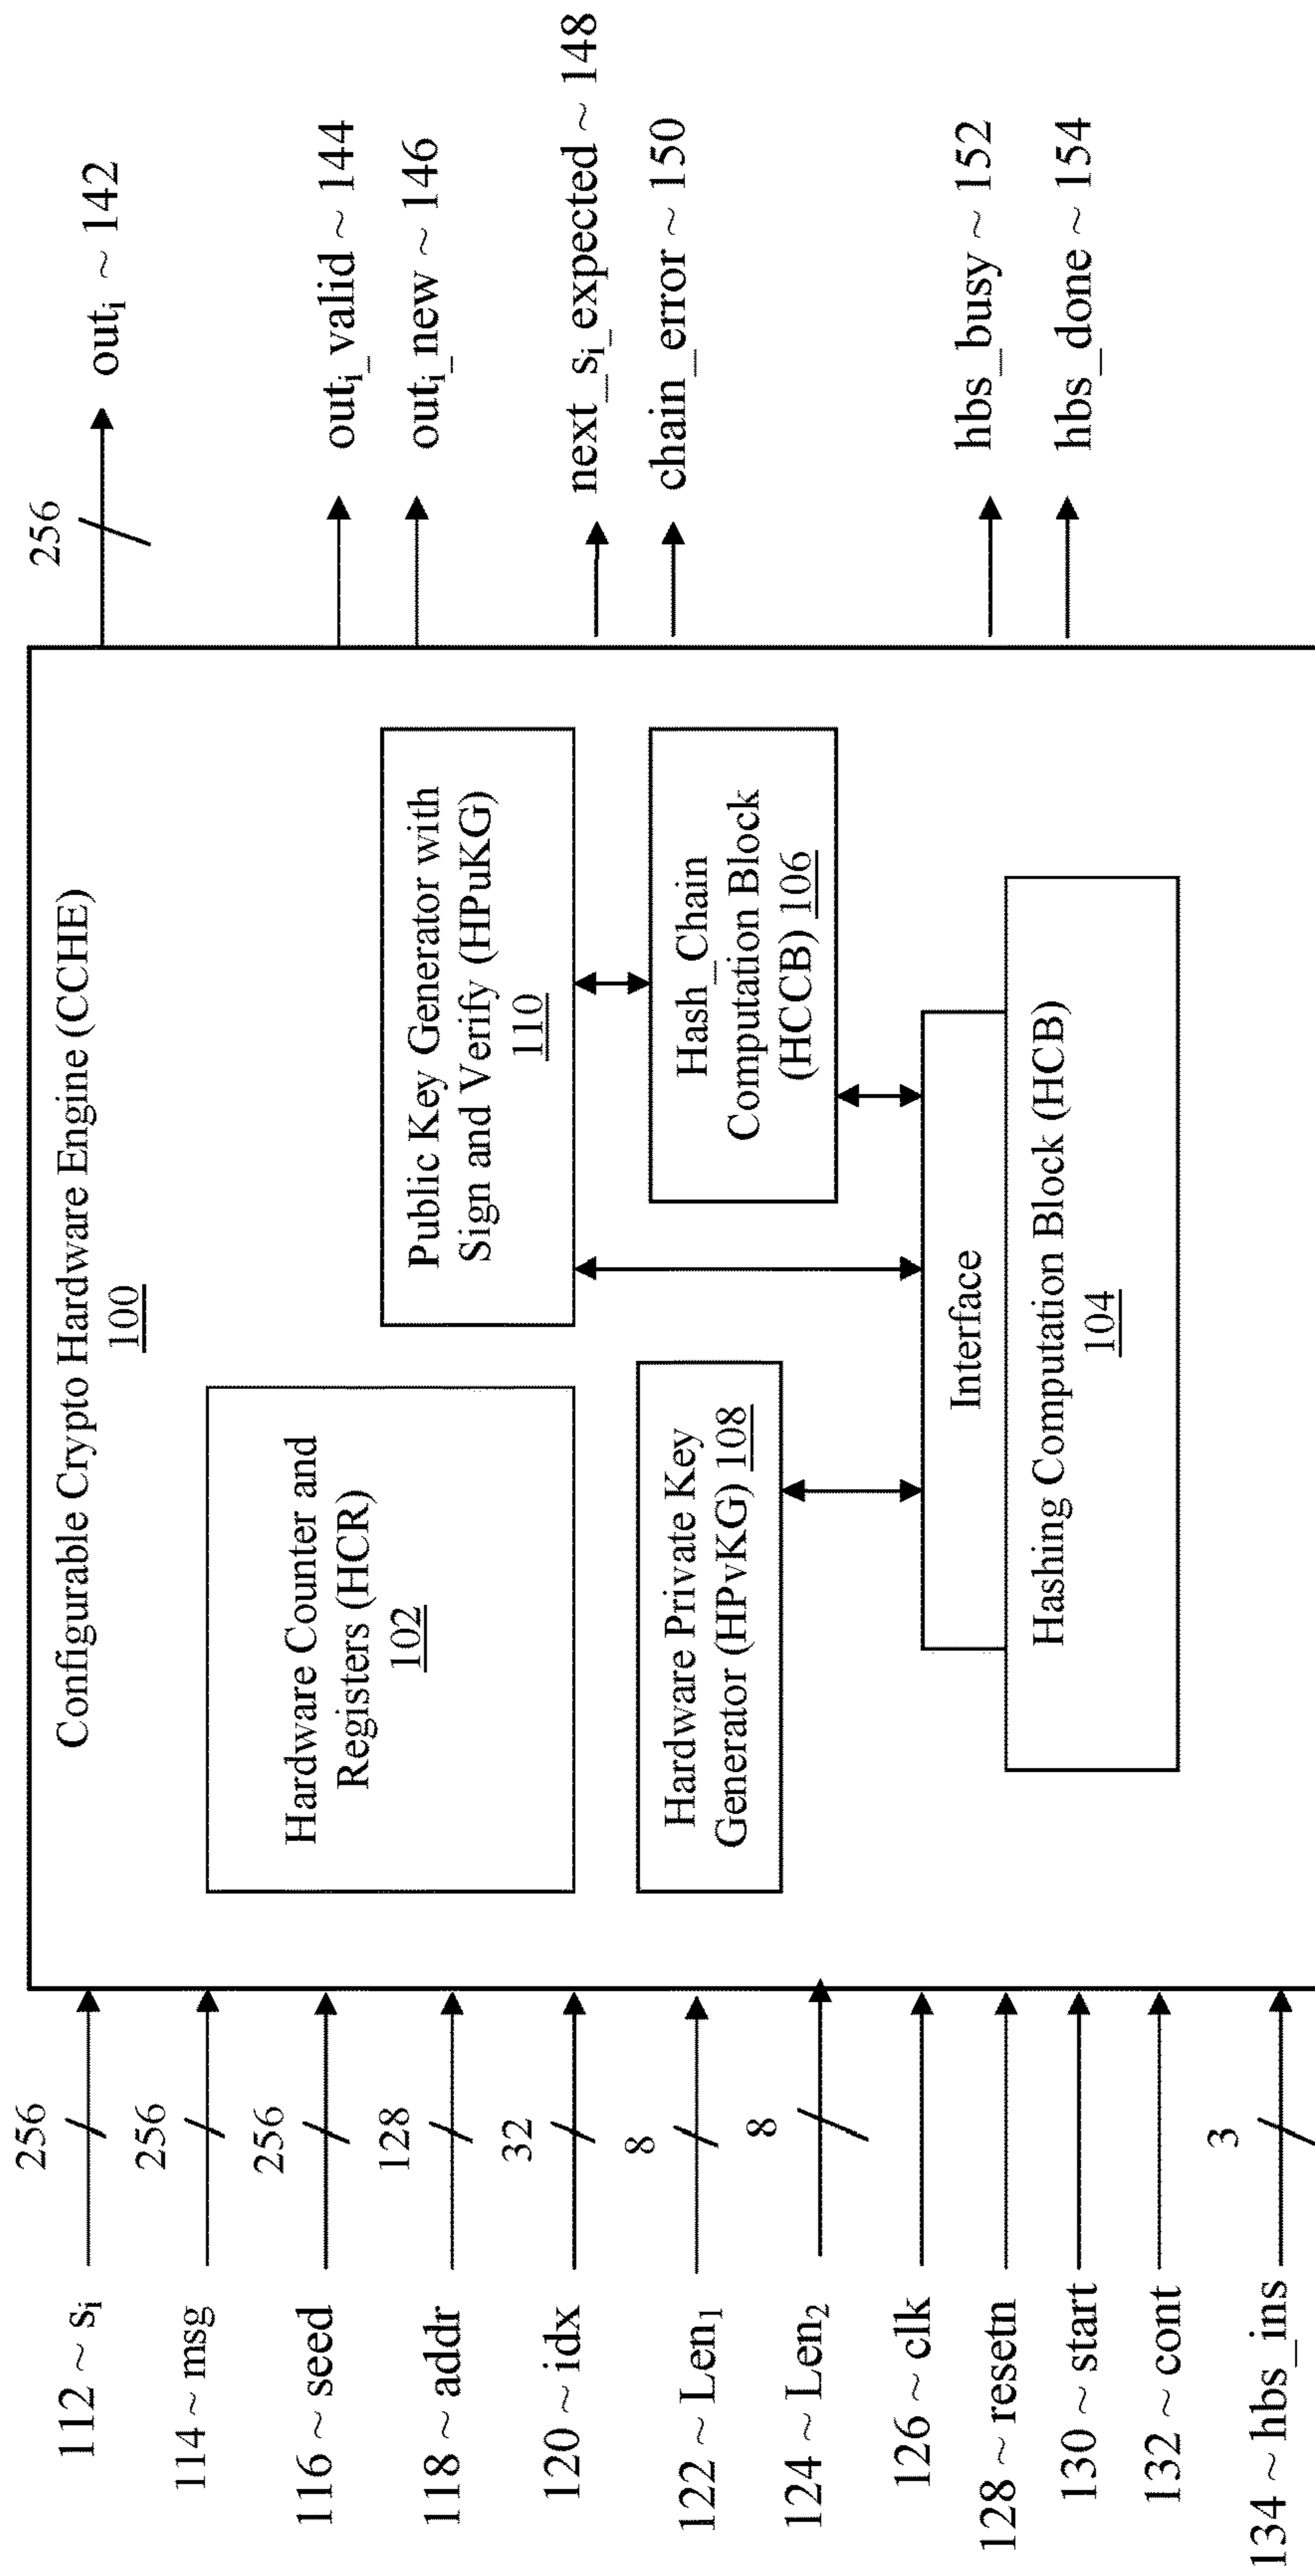 Configurable Crypto Hardware Engine (CCHE)
100
112 ~ si
256
114 ~ msg
256
116 ~ seed
256
118 ~ addr
128
120 ~ idx
32
122 ~ Len1
8
124 ~ Len2
8
126 ~ clk
128 ~ resetn
130 ~ start
132 ~ cont
134 ~ hbs_ins
3
Hardware Counter and
Registers (HCR)
102
Public Key Generator with
Sign and Verify (HPuKG)
110
Hardware Private Key
Generator (HPvKG) 108
Hash_Chain
Computation Block
(HCCB) 106
Interface
Hashing Computation Block (HCB)
104
256
outi ~ 142
outi_valid ~ 144
outi_new ~ 146
next_si_expected ~ 148
chain_error ~ 150
hbs_busy ~ 152
hbs_done ~ 154